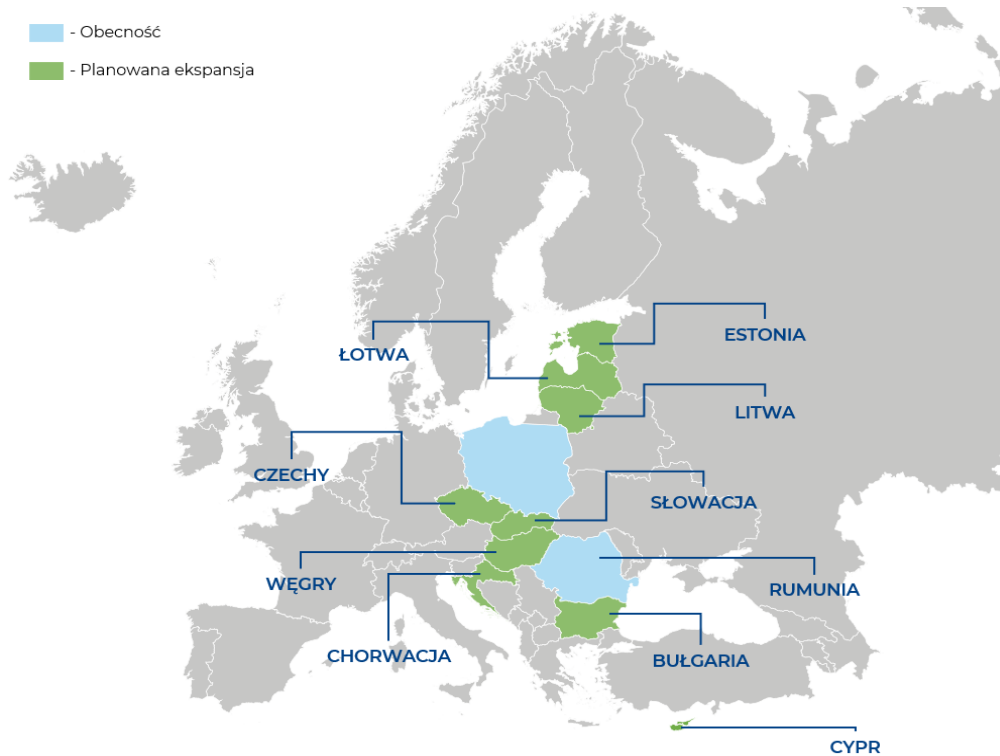 - Obecność
- Planowana ekspansja
ESTONIA
ŁOTWA
LITWA
CZECHY
SŁOWACJA
WĘGRY
RUMUNIA
CHORWACJA
BUŁGARIA
CYPR